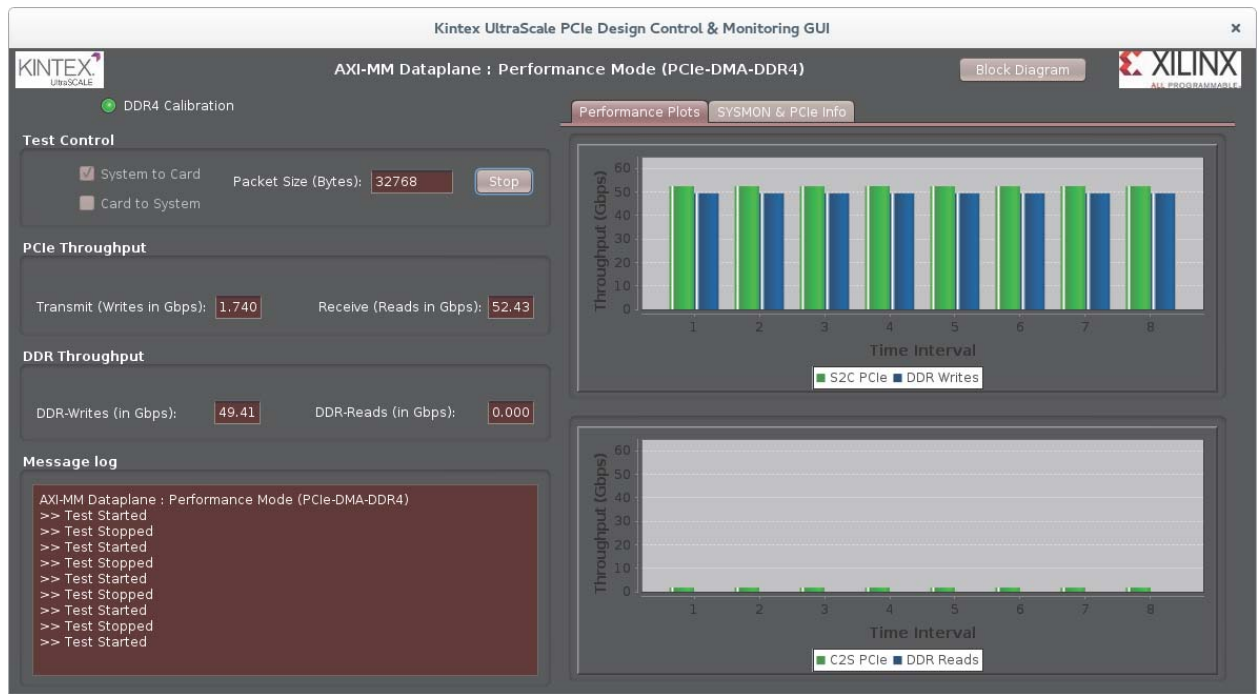 Kintex UltraScale PCIe Design Control & Monitoring GUI
x
KINTEX.
UltraSCALE
AXI-MM Dataplane : Performance Mode (PCIe-DMA-DDR4)
Block Diagram
XILINX
ALL PROGRAMMABLE.
DDR4 Calibration
Test Control
System to Card
Card to System
Packet Size (Bytes): 32768
Stop
PCIe Throughput
Transmit (Writes in Gbps): 1.740 Receive (Reads in Gbps): 52.43
DDR Throughput
DDR-Writes (in Gbps): 49.41 DDR-Reads (in Gbps): 0.000
Message log
AXI-MM Dataplane : Performance Mode (PCIe-DMA-DDR4)
>> Test Started
>> Test Stopped
>> Test Started
>> Test Stopped
>> Test Started
>> Test Stopped
>> Test Started
>> Test Stopped
>> Test Started
Performance Plots SYSMON & PCIe Info
Throughput (Gbps)
60
50
40
30
20
10
0
1 2 3 4 5 6 7 8
Time Interval
S2C PCIe DDR Writes
Throughput (Gbps)
60
50
40
30
20
10
0
1 2 3 4 5 6 7 8
Time Interval
C2S PCIe DDR Reads